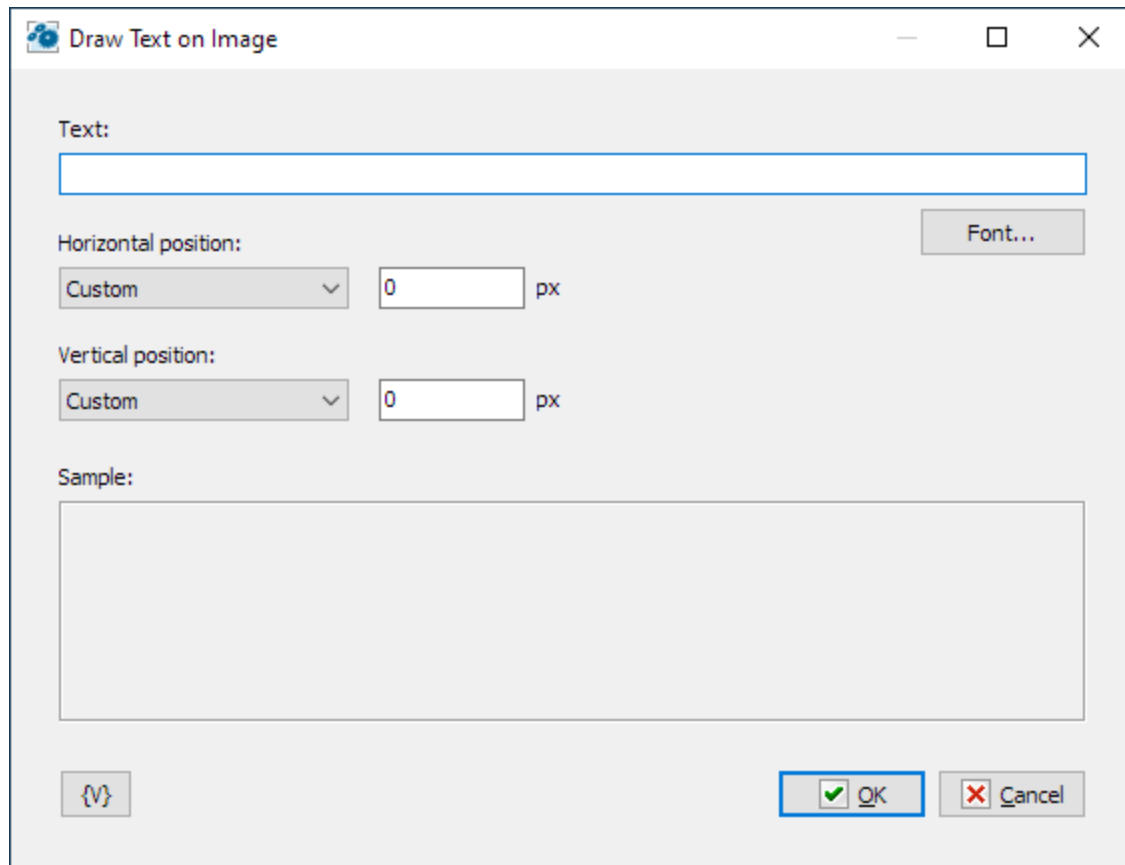 Draw Text on Image
Text:
Font...
Horizontal position:
Custom 0 px
Vertical position:
Custom 0 px
Sample:
{V} OK Cancel